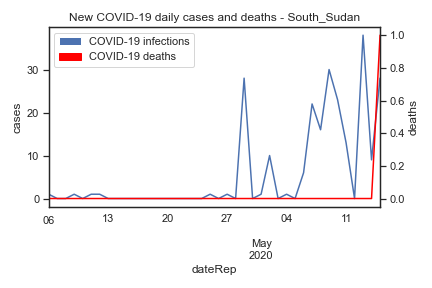 New COVID-19 daily cases and deaths - South_Sudan
COVID-19 infections
COVID-19 deaths
cases
30
20
10
0
deaths
1.0
0.8
0.6
0.4
0.2
0.0
06 13 20 27 04 11
May
2020
dateRep